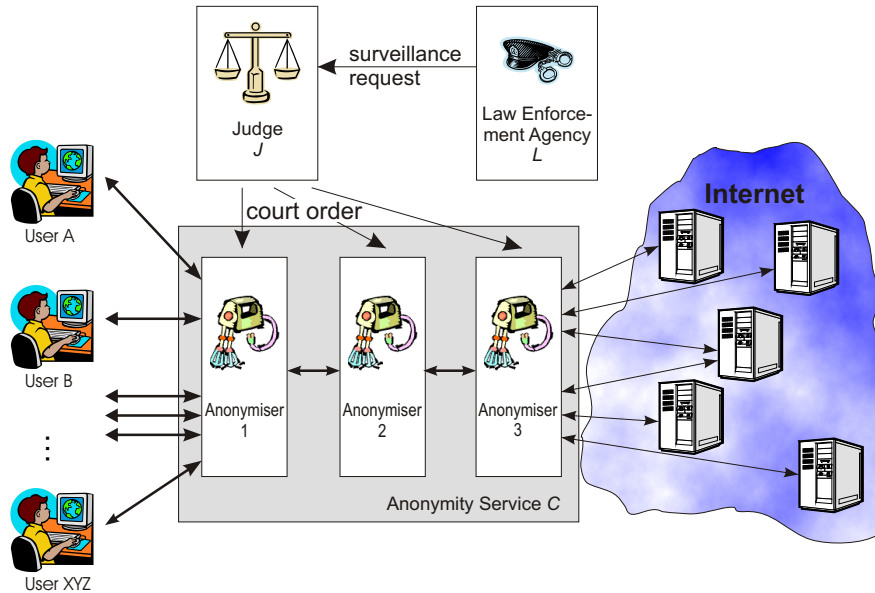 surveillance
request
Judge
J
Law Enforce-
ment Agency
L
User A
court order
Internet
User B
Anonymiser
1
Anonymiser
2
Anonymiser
3
...
Anonymity Service C
User XYZ